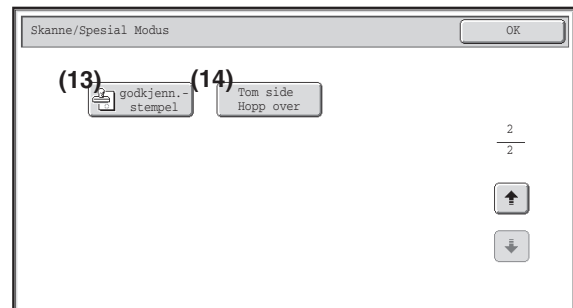 Skanne/Spesial Modus
OK
(13)
godkjenn.-
stempel
(14)
Tom side
Hopp over
2
2